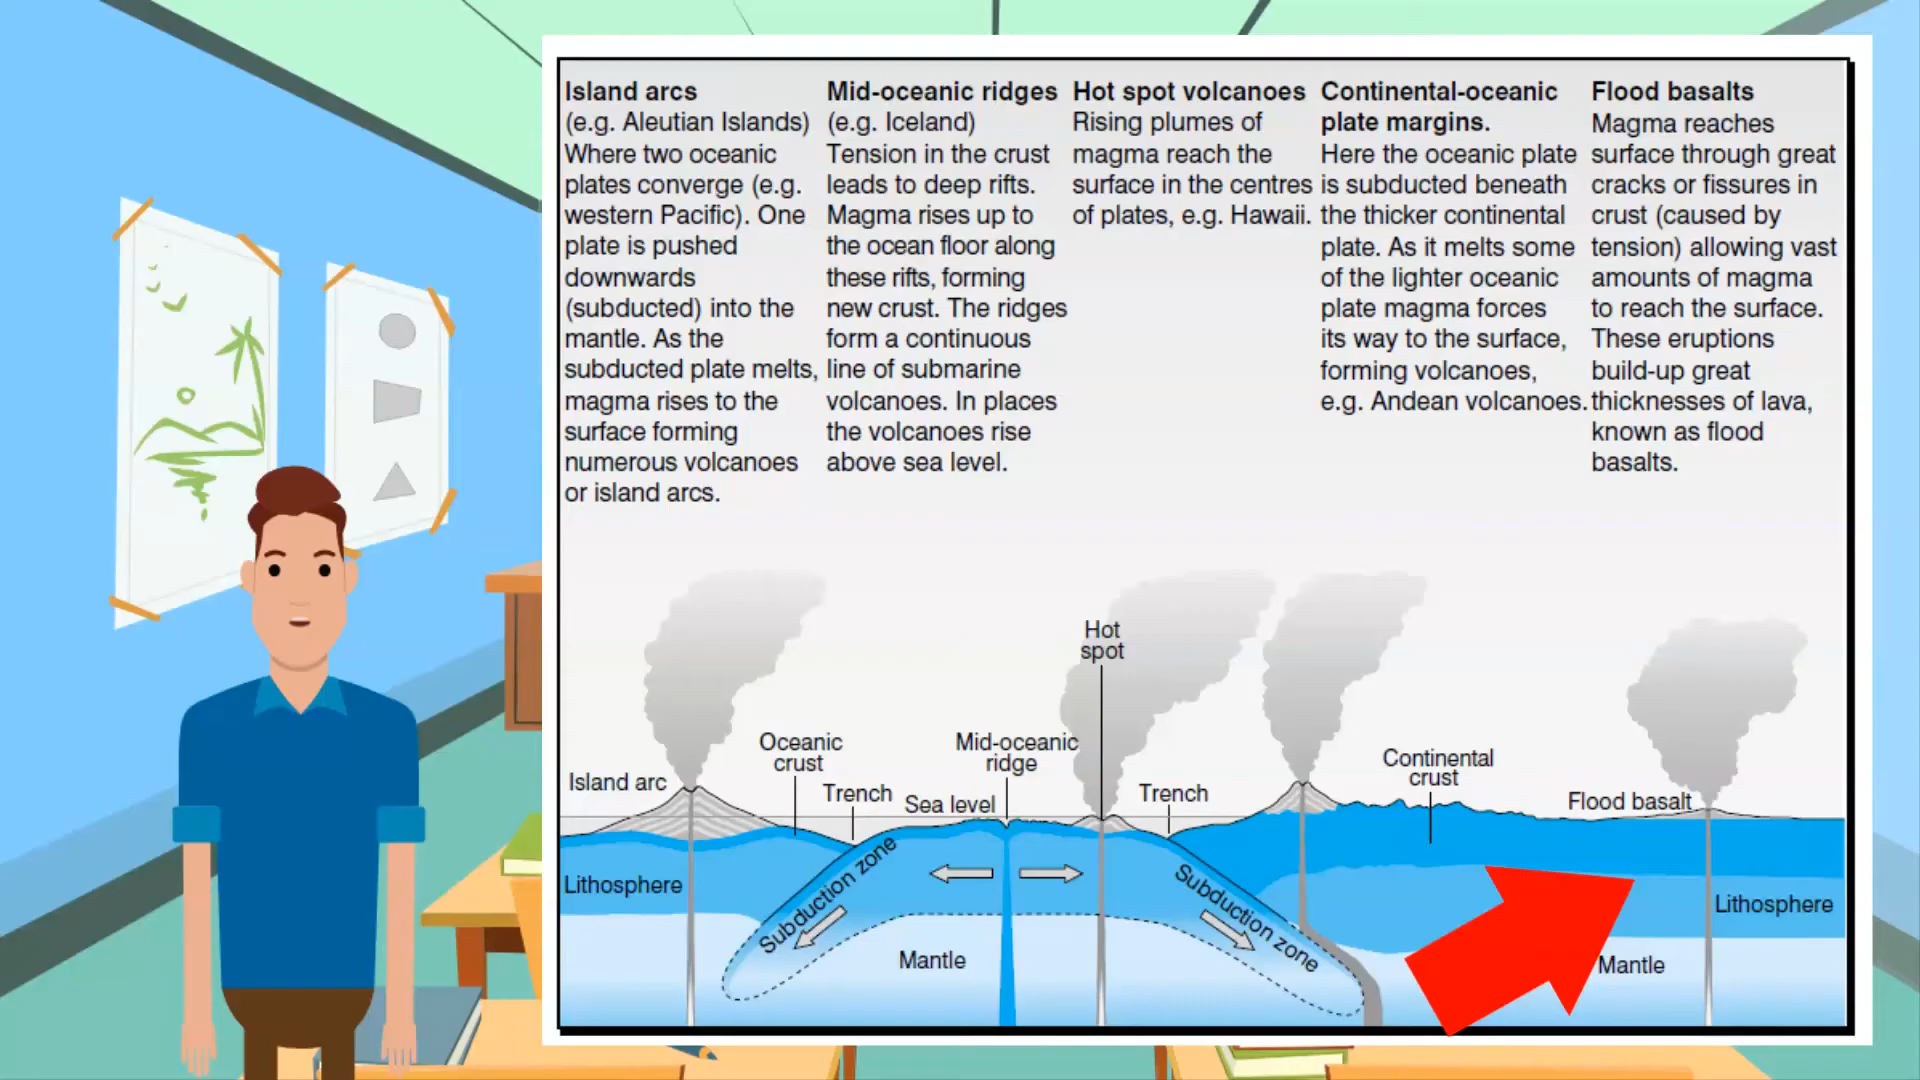 Island arcs
(e.g. Aleutian Islands)
Where two oceanic
plates converge (e.g.
western Pacific). One
plate is pushed
downwards
(subducted) into the
mantle. As the
subducted plate melts,
magma rises to the
surface forming
numerous volcanoes
or island arcs.
Mid-oceanic ridges
(e.g. Iceland)
Tension in the crust
leads to deep rifts.
Magma rises up to
the ocean floor along
these rifts, forming
new crust. The ridges
form a continuous
line of submarine
volcanoes. In places
the volcanoes rise
above sea level.
Hot spot volcanoes
Rising plumes of
magma reach the
surface in the centres
of plates, e.g. Hawaii.
Continental-oceanic
plate margins.
Here the oceanic plate
is subducted beneath
the thicker continental
plate. As it melts some
of the lighter oceanic
plate magma forces
its way to the surface,
forming volcanoes,
e.g. Andean volcanoes.
Flood basalts
Magma reaches
surface through great
cracks or fissures in
crust (caused by
tension) allowing vast
amounts of magma
to reach the surface.
These eruptions
build-up great
thicknesses of lava,
known as flood
basalts.
Hot
spot
Oceanic
crust
Mid-oceanic
ridge
Continental
crust
Island arc
Trench
Sea level
Trench
Flood basalt
Subduction zone
Subduction zone
Lithosphere
Lithosphere
Mantle
Mantle